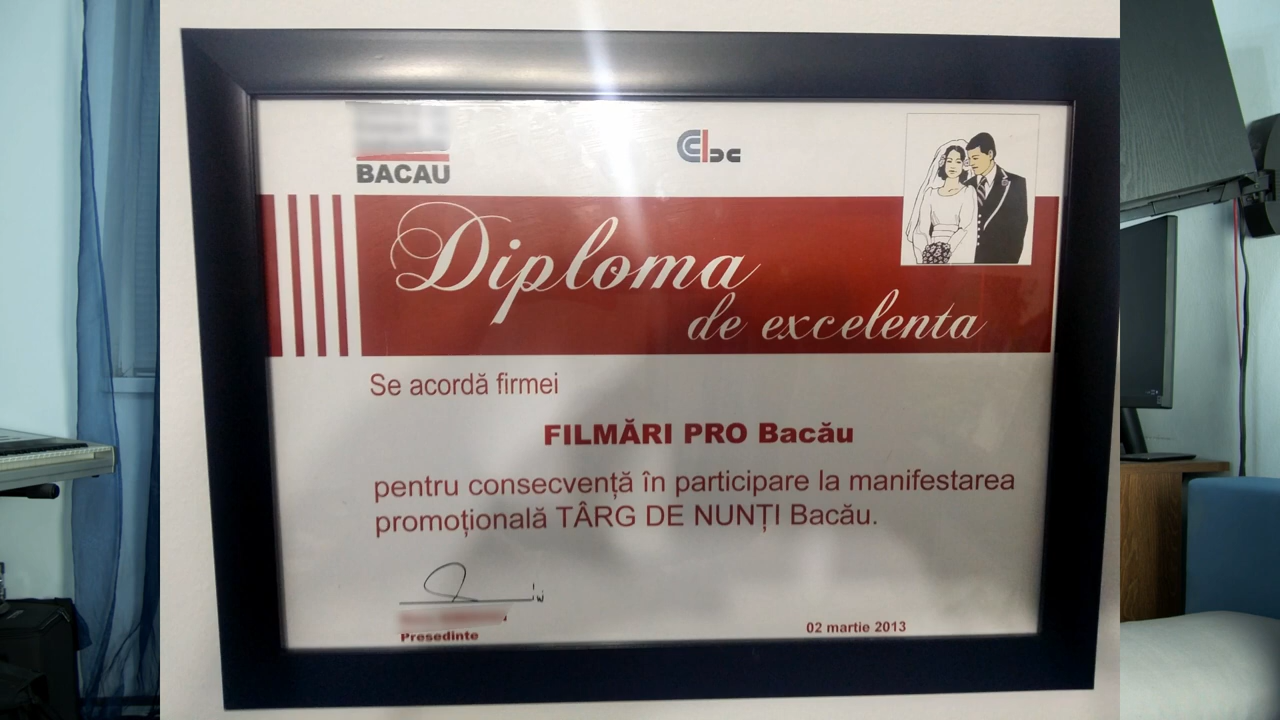 BACAU
Diploma
de excelenta
Se acordă firmei
FILMĂRI PRO Bacău
pentru consecvență în participare la manifestarea
promoțională TÂRG DE NUNȚI Bacău.
Presedinte
02 martie 2013